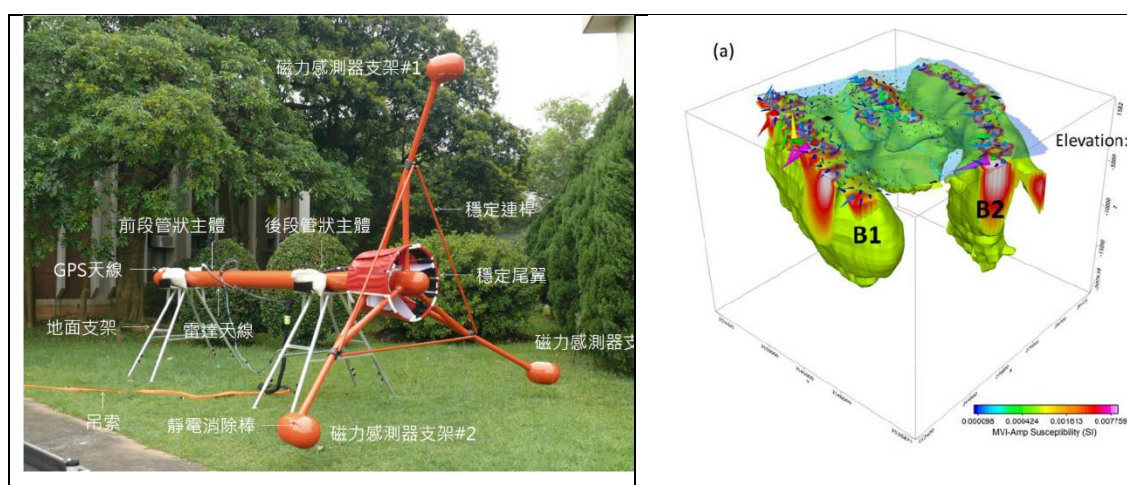 磁力感測器支架#1
穩定連桿
前段管狀主體
後段管狀主體
GPS天線
穩定尾翼
地面支架
雷達天線
磁力感測器支
吊索
靜電消除棒
磁力感測器支架#2
(a)
1182
Elevation:
B1
B2
0.000096 0.000424 0.001613 0.007759
MVI-Amp Susceptibility (SI)